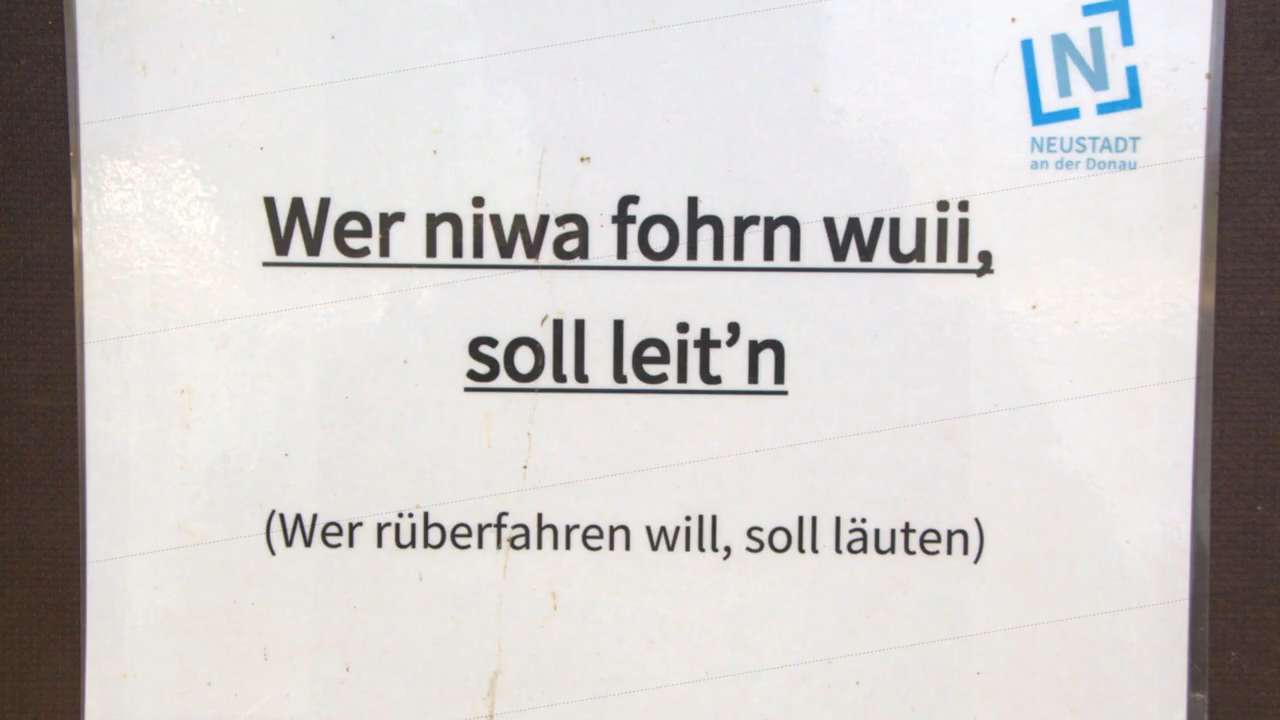 N
NEUSTADT
an der Donau
Wer niwa fohrn wuii,
soll leit’n
(Wer rüberfahren will, soll läuten)